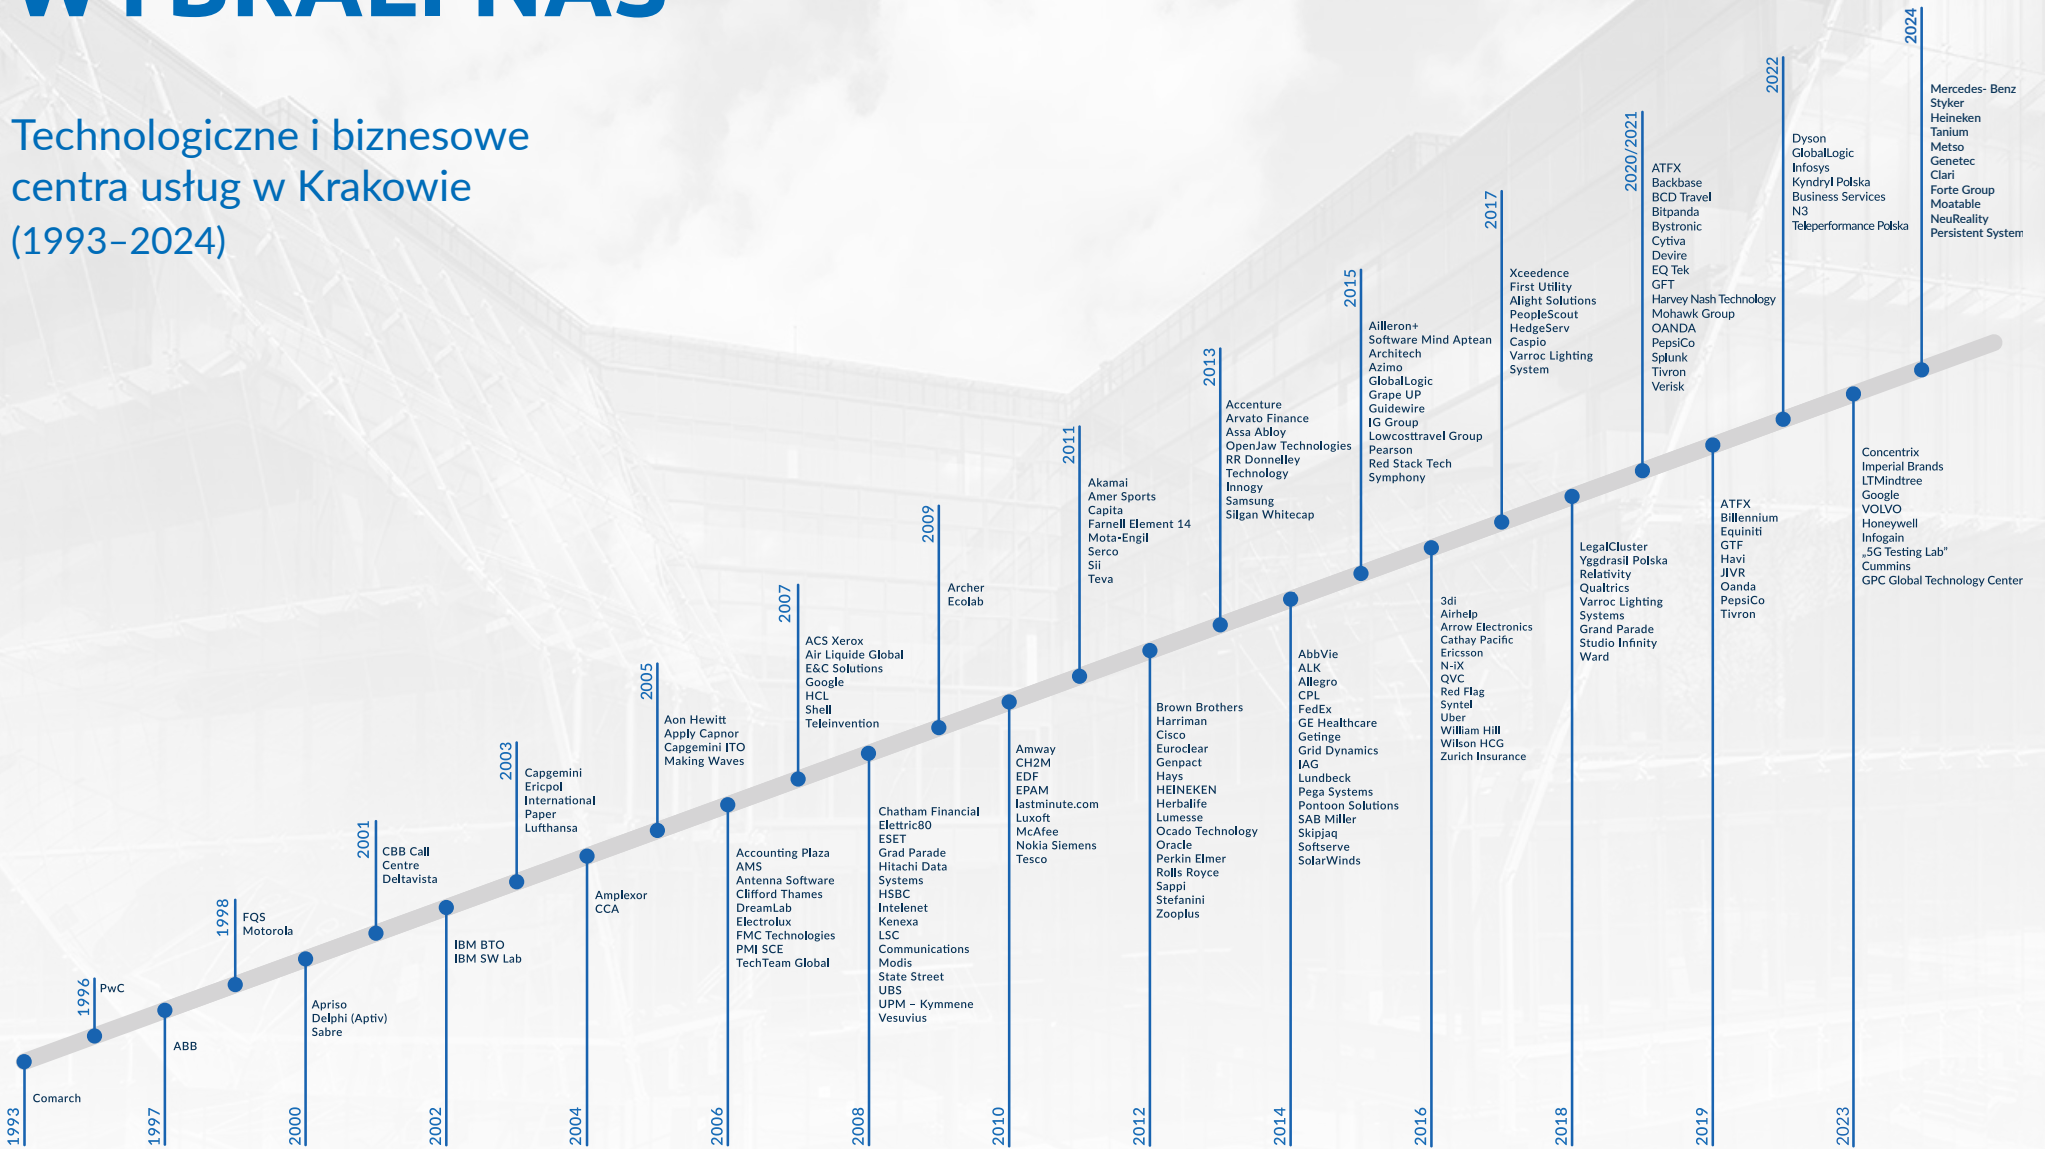 WYBRALI NAS
Technologiczne i biznesowe
centra usług w Krakowie
(1993–2024)
1993
Comarch
1996
PwC
1997
ABB
1998
FQS
Motorola
2000
Apriso
Delphi (Aptiv)
Sabre
2001
CBB Call
Centre
Deltavista
2002
IBM BTO
IBM SW Lab
2003
Capgemini
Ericpol
International
Paper
Lufthansa
2004
Amplexor
CCA
2005
Aon Hewitt
Apply Capnor
Capgemini ITO
Making Waves
2006
Accounting Plaza
AMS
Antenna Software
Clifford Thames
DreamLab
Electrolux
FMC Technologies
PMI SCE
TechTeam Global
2007
ACS Xerox
Air Liquide Global
E&C Solutions
Google
HCL
Shell
Teleinvention
2008
Chatham Financial
Elettric80
ESET
Grad Parade
Hitachi Data
Systems
HSBC
Intelenet
Kenexa
LSC
Communications
Modis
State Street
UBS
UPM – Kymmene
Vesuvius
2009
Archer
Ecolab
2010
Amway
CH2M
EDF
EPAM
lastminute.com
Luxoft
McAfee
Nokia Siemens
Tesco
2011
Akamai
Amer Sports
Capita
Farnell Element 14
Mota-Engil
Serco
Sii
Teva
2012
Brown Brothers
Harriman
Cisco
Euroclear
Genpact
Hays
HEINEKEN
Herbalife
Lumesse
Ocado Technology
Oracle
Perkin Elmer
Rolls Royce
Sappi
Stefanini
Zooplus
2013
Accenture
Arvato Finance
Assa Abloy
OpenJaw Technologies
RR Donnelley
Technology
Innogy
Samsung
Silgan Whitecap
2014
AbbVie
ALK
Allegro
CPL
FedEx
GE Healthcare
Getinge
Grid Dynamics
IAG
Lundbeck
Pega Systems
Pontoon Solutions
SAB Miller
Skipjaq
Softserve
SolarWinds
2015
Ailleron+
Software Mind Aptean
Architech
Azimo
GlobalLogic
Grape UP
Guidewire
IG Group
Lowcosttravel Group
Pearson
Red Stack Tech
Symphony
2016
3di
Airhelp
Arrow Electronics
Cathay Pacific
Ericsson
N-iX
QVC
Red Flag
Syntel
Uber
William Hill
Wilson HCG
Zurich Insurance
2017
Xceedence
First Utility
Alight Solutions
PeopleScout
HedgeServ
Caspio
Varroc Lighting
System
2018
LegalCluster
Yggdrasil Polska
Relativity
Qualtrics
Varroc Lighting
Systems
Grand Parade
Studio Infinity
Ward
2020/2021
ATFX
Backbase
BCD Travel
Bitpanda
Bystronic
Cytiva
Devire
EQ Tek
GFT
Harvey Nash Technology
Mohawk Group
OANDA
PepsiCo
Splunk
Tivron
Verisk
2019
ATFX
Billennium
Equiniti
GTF
Havi
JIVR
Oanda
PepsiCo
Tivron
2022
Dyson
GlobalLogic
Infosys
Kyndryl Polska
Business Services
N3
Teleperformance Polska
2023
Concentrix
Imperial Brands
LTMindtree
Google
VOLVO
Honeywell
Infogain
„5G Testing Lab”
Cummins
GPC Global Technology Center
2024
Mercedes- Benz
Styker
Heineken
Tanium
Metso
Genetec
Clari
Forte Group
Moatable
NeuReality
Persistent System